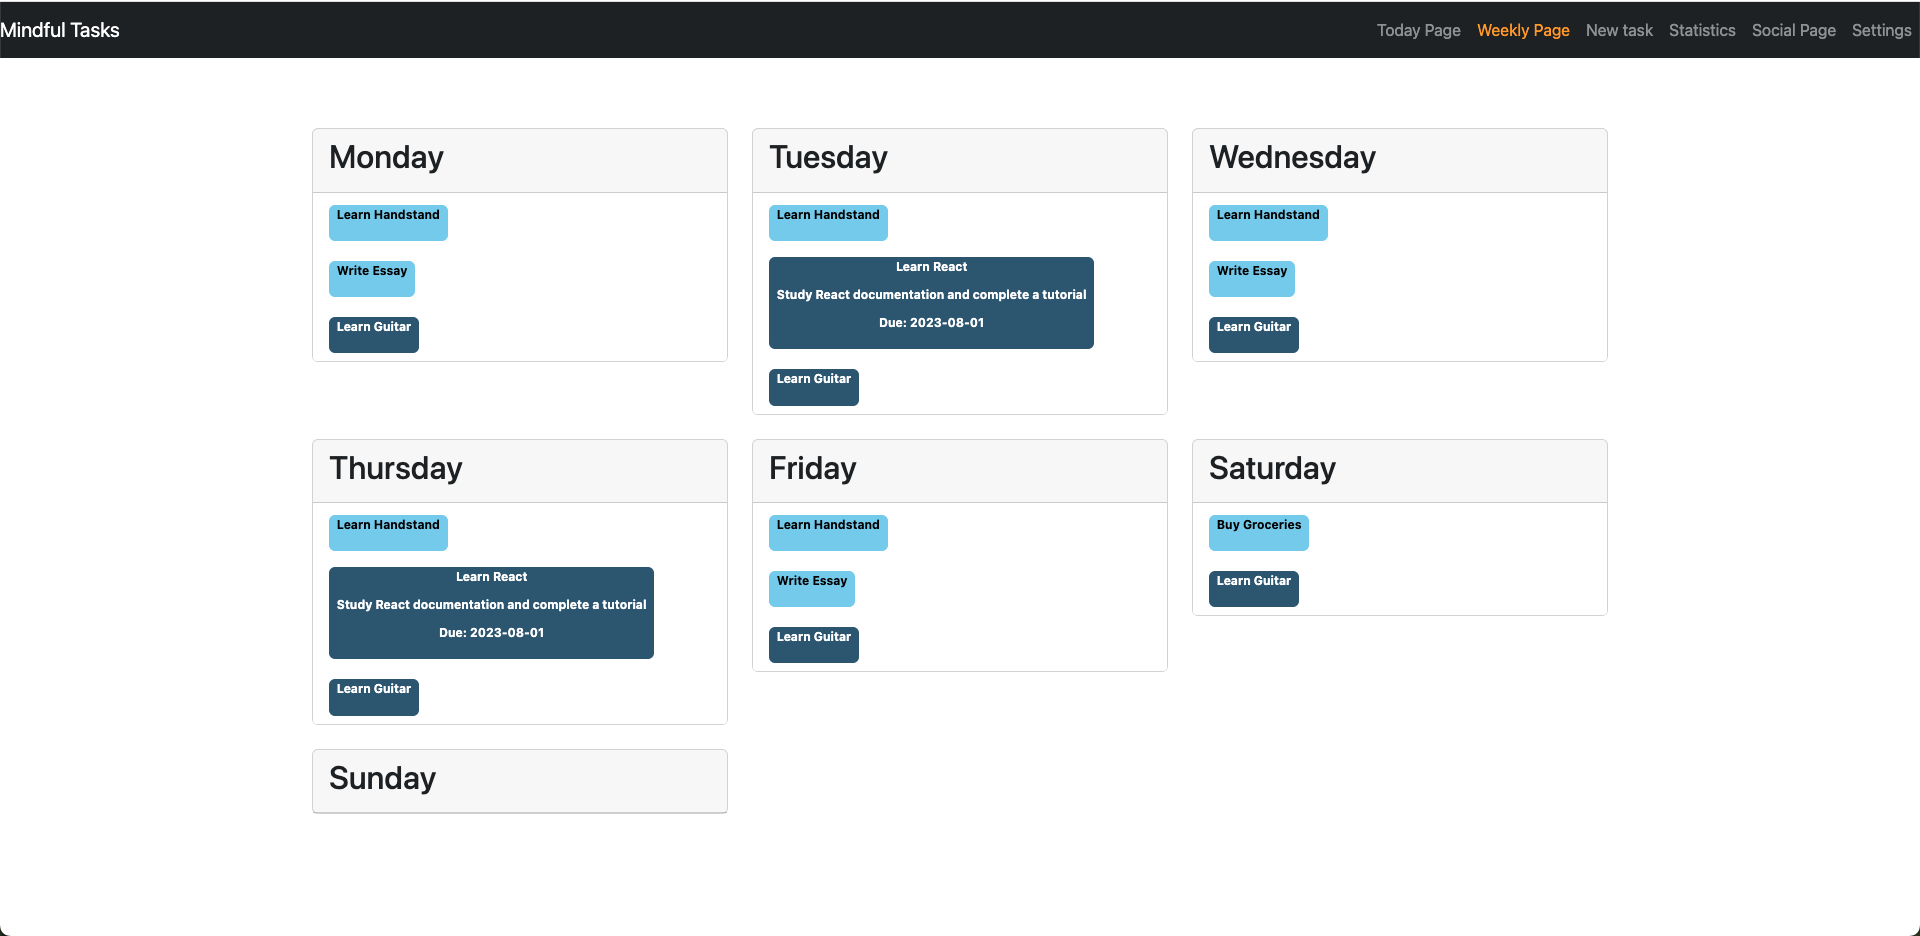 Mindful Tasks
Today Page Weekly Page New task Statistics Social Page Settings
Monday
Learn Handstand
Write Essay
Learn Guitar
Tuesday
Learn Handstand
Learn React
Study React documentation and complete a tutorial
Due: 2023-08-01
Learn Guitar
Wednesday
Learn Handstand
Write Essay
Learn Guitar
Thursday
Learn Handstand
Learn React
Study React documentation and complete a tutorial
Due: 2023-08-01
Learn Guitar
Friday
Learn Handstand
Write Essay
Learn Guitar
Saturday
Buy Groceries
Learn Guitar
Sunday